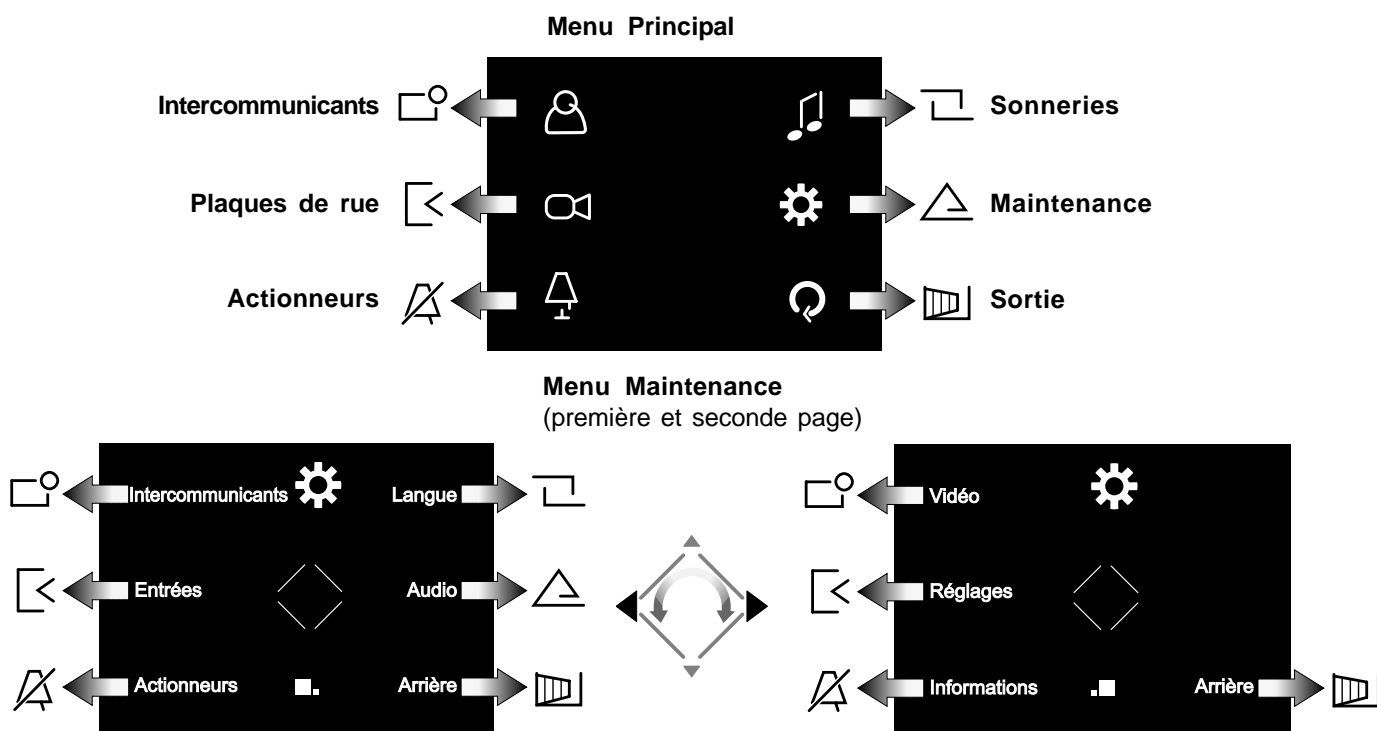 Menu Principal
Intercommunicants
Sonneries
Plaques de rue
Maintenance
Actionneurs
Sortie
Menu Maintenance
(première et seconde page)
Intercommunicants
Langue
Entrées
Audio
Actionneurs
Arrière
Vidéo
Réglages
Informations
Arrière